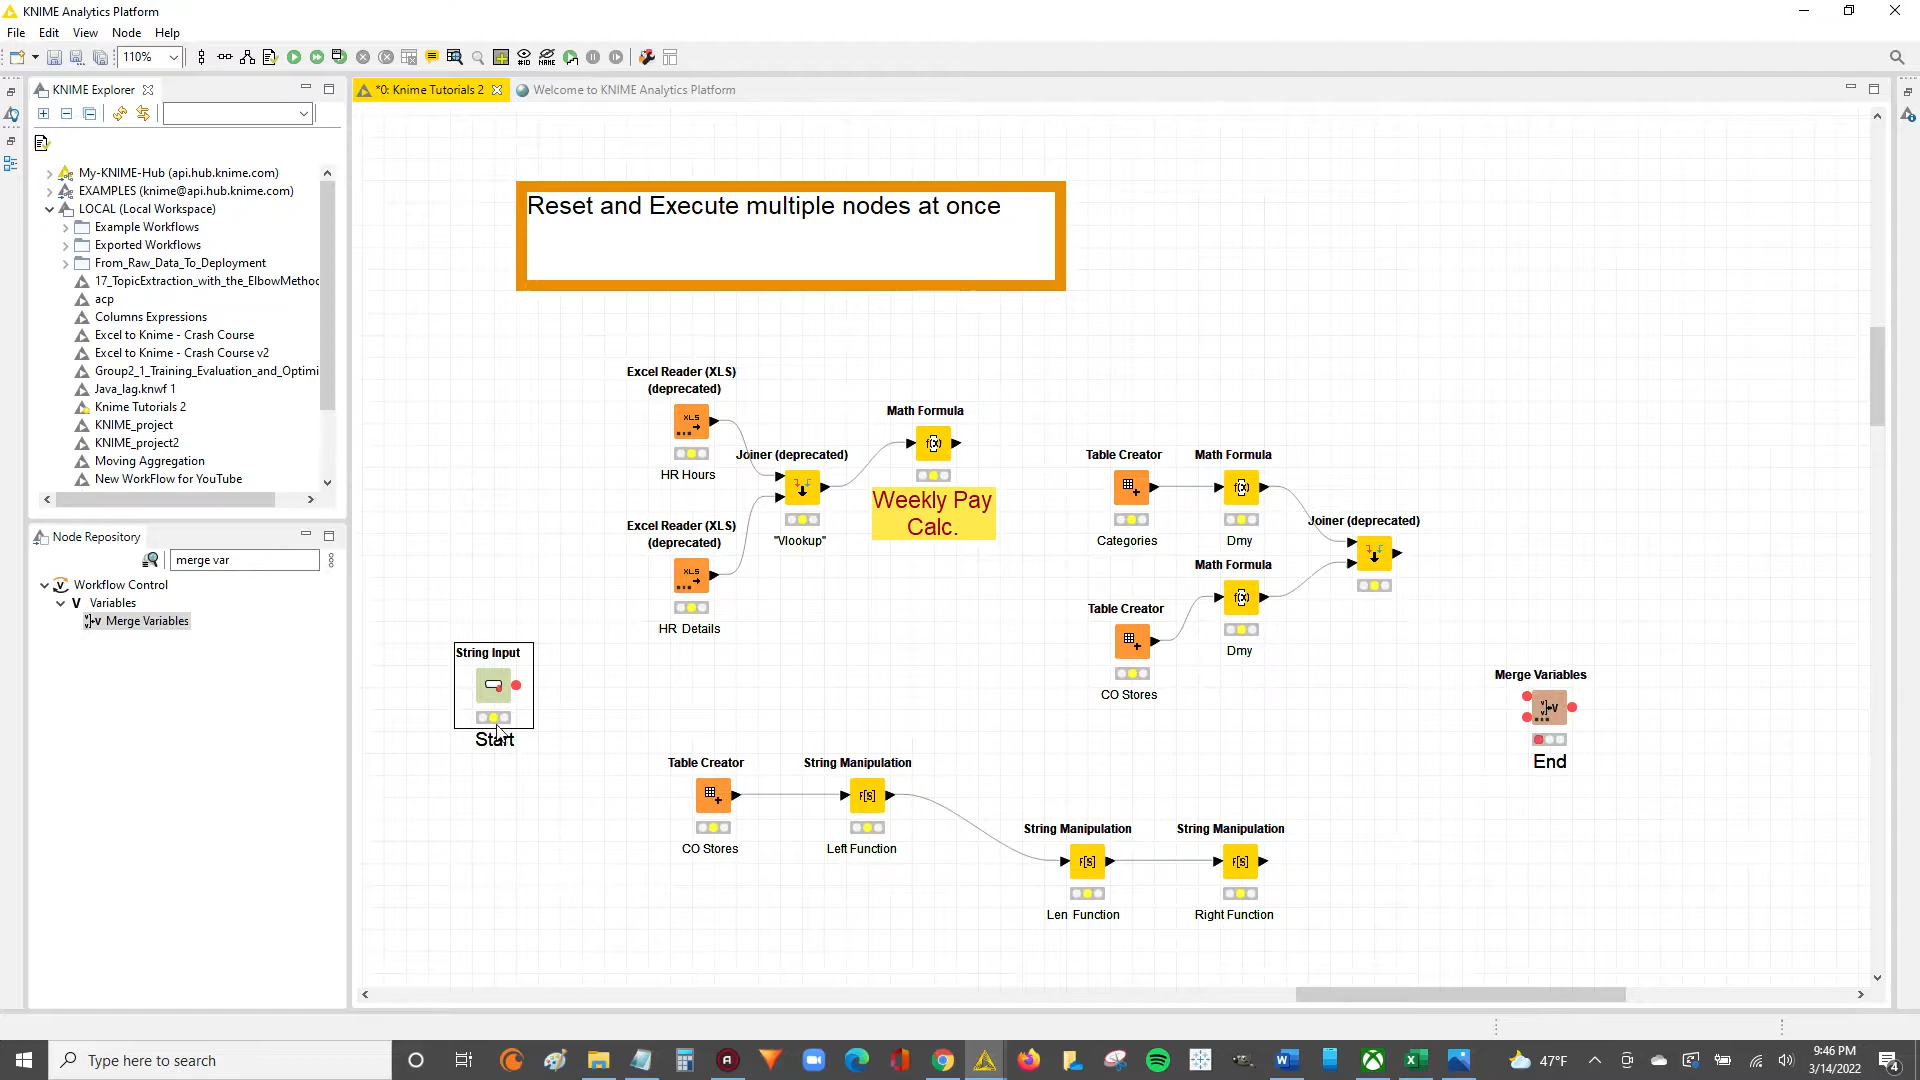 KNIME Analytics Platform
File Edit View Node Help
110%
KNIME Explorer
*0: Knime Tutorials 2
Welcome to KNIME Analytics Platform
My-KNIME-Hub (api.hub.knime.com)
EXAMPLES (knime@api.hub.knime.com)
LOCAL (Local Workspace)
Example Workflows
Exported Workflows
From_Raw_Data_To_Deployment
17_TopicExtraction_with_the_ElbowMethod
acp
Columns Expressions
Excel to Knime - Crash Course
Excel to Knime - Crash Course v2
Group2_1_Training_Evaluation_and_Optimi
Java_lag.knwf 1
Knime Tutorials 2
KNIME_project
KNIME_project2
Moving Aggregation
New WorkFlow for YouTube
Node Repository
merge var
Workflow Control
V Variables
Merge Variables
Reset and Execute multiple nodes at once
Excel Reader (XLS)
(deprecated)
XLS
HR Hours
Joiner (deprecated)
"Vlookup"
Math Formula
f(x)
Weekly Pay
Calc.
Excel Reader (XLS)
(deprecated)
XLS
HR Details
Table Creator
Categories
Math Formula
f(x)
Dmy
Joiner (deprecated)
Math Formula
f(x)
Dmy
Table Creator
CO Stores
String Input
Start
Merge Variables
End
Table Creator
CO Stores
String Manipulation
F[S]
Left Function
String Manipulation
F[S]
Len Function
String Manipulation
F[S]
Right Function
Type here to search
47°F
9:46 PM
3/14/2022
4